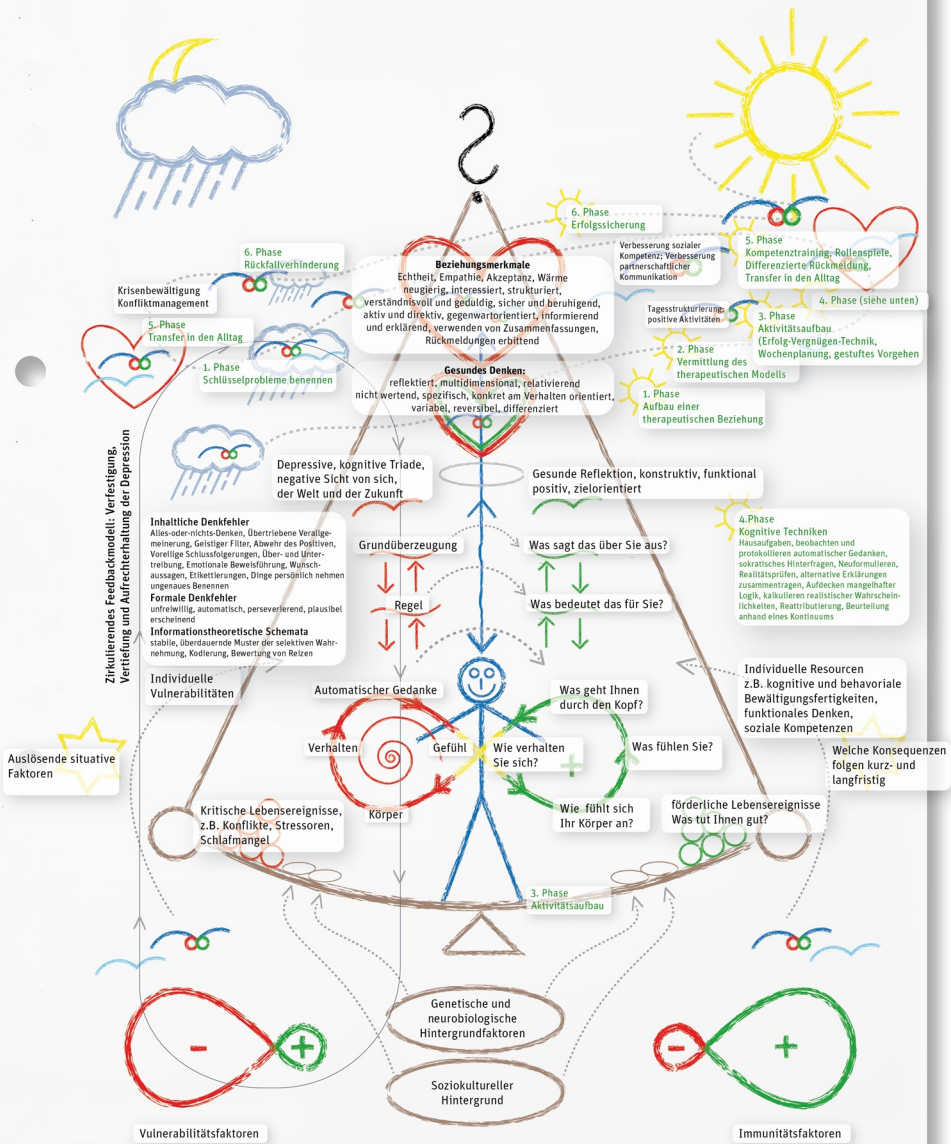 6. Phase
Erfolgssicherung
6. Phase
Rückfallverhinderung
Krisenbewältigung
Konfliktmanagement
5. Phase
Transfer in den Alltag
1. Phase
Schlüsselprobleme benennen
Beziehungsmerkmale
Echtheit, Empathie, Akzeptanz, Wärme
neugierig, interessiert, strukturiert,
verständnisvoll und geduldig, sicher und beruhigend,
aktiv und direktiv, gegenwartsorientiert, informierend
und erklärend, verwenden von Zusammenfassungen,
Rückmeldungen erbittend
Verbesserung sozialer
Kompetenz; Verbesserung
partnerschaftlicher
Kommunikation
5. Phase
Kompetenztraining, Rollenspiele,
Differenzierte Rückmeldung,
Transfer in den Alltag
4. Phase (siehe unten)
Tagesstrukturierung;
positive Aktivitäten
3. Phase
Aktivitätsaufbau
(Erfolg-Vergnügen-Technik,
Wochenplanung, gestuftes Vorgehen
2. Phase
Vermittlung des
therapeutischen Modells
1. Phase
Aufbau einer
therapeutischen Beziehung
Gesundes Denken:
reflektiert, multidimensional, relativierend
nicht wertend, spezifisch, konkret am Verhalten orientiert,
variabel, reversibel, differenziert
Zirkulierendes Feedbackmodell: Verfestigung,
Vertiefung und Aufrechterhaltung der Depression
Depressive, kognitive Triade,
negative Sicht von sich,
der Welt und der Zukunft
Gesunde Reflektion, konstruktiv, funktional
positiv, zielorientiert
Inhaltliche Denkfehler
Alles-oder-nichts-Denken, Übertriebene Verallge-
meinerung, Geistiger Filter, Abwehr des Positiven,
Voreilige Schlussfolgerungen, Über- und Unter-
treibung, Emotionale Beweisführung, Wunsch-
aussagen, Etikettierungen, Dinge persönlich nehmen
ungenaues Benennen
Formale Denkfehler
unfreiwillig, automatisch, perseverierend, plausibel
erscheinend
Informationstheoretische Schemata
stabile, überdauernde Muster der selektiven Wahr-
nehmung, Kodierung, Bewertung von Reizen
Grundüberzeugung
Regel
Was sagt das über Sie aus?
Was bedeutet das für Sie?
4.Phase
Kognitive Techniken
Hausaufgaben, beobachten und
protokollieren automatischer Gedanken,
sokratisches Hinterfragen, Neuformulieren,
Realitätsprüfen, alternative Erklärungen
zusammentragen, Aufdecken mangelhafter
Logik, kalkulieren realistischer Wahrschein-
lichkeiten, Reattributierung, Beurteilung
anhand eines Kontinuums
Individuelle
Vulnerabilitäten
Individuelle Resourcen
z.B. kognitive und behavoriale
Bewältigungsfertigkeiten,
funktionales Denken,
soziale Kompetenzen
Automatischer Gedanke
Verhalten
Gefühl
Körper
Was geht Ihnen
durch den Kopf?
Wie verhalten
Sie sich?
Was fühlen Sie?
Wie fühlt sich
Ihr Körper an?
+
Auslösende situative
Faktoren
Welche Konsequenzen
folgen kurz- und
langfristig
Kritische Lebensereignisse,
z.B. Konflikte, Stressoren,
Schlafmangel
förderliche Lebensereignisse
Was tut Ihnen gut?
3. Phase
Aktivitätsaufbau
Genetische und
neurobiologische
Hintergrundfaktoren
Soziokultureller
Hintergrund
- +
- +
Vulnerabilitätsfaktoren
Immunitätsfaktoren